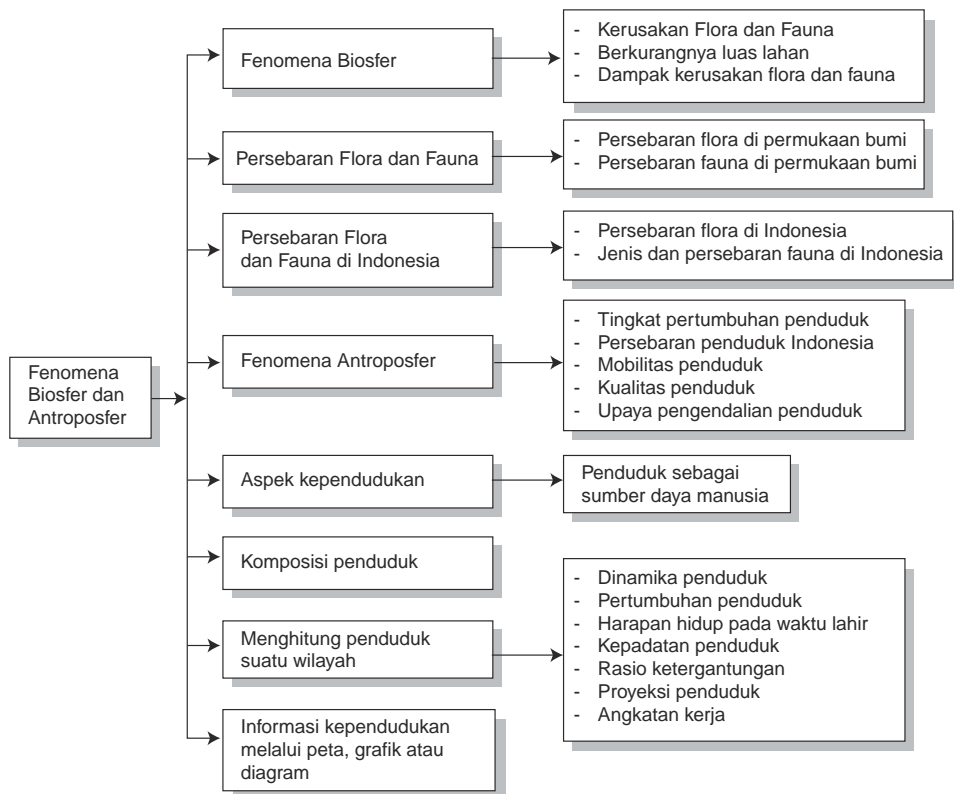 Fenomena
Biosfer dan
Antroposfer
Fenomena Biosfer
- Kerusakan Flora dan Fauna
- Berkurangnya luas lahan
- Dampak kerusakan flora dan fauna
Persebaran Flora dan Fauna
- Persebaran flora di permukaan bumi
- Persebaran fauna di permukaan bumi
Persebaran Flora
dan Fauna di Indonesia
- Persebaran flora di Indonesia
- Jenis dan persebaran fauna di Indonesia
Fenomena Antroposfer
- Tingkat pertumbuhan penduduk
- Persebaran penduduk Indonesia
- Mobilitas penduduk
- Kualitas penduduk
- Upaya pengendalian penduduk
Aspek kependudukan
Penduduk sebagai
sumber daya manusia
Komposisi penduduk
Menghitung penduduk
suatu wilayah
- Dinamika penduduk
- Pertumbuhan penduduk
- Harapan hidup pada waktu lahir
- Kepadatan penduduk
- Rasio ketergantungan
- Proyeksi penduduk
- Angkatan kerja
Informasi kependudukan
melalui peta, grafik atau
diagram